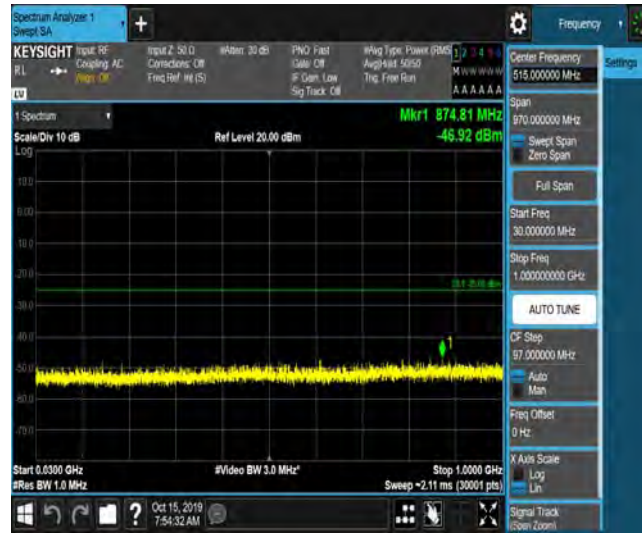 Spectrum Analyzer 1
Swept SA
Frequency
KEYSIGHT
Input: RF
Coupling: AC
Align: Off
Input Z: 50 Ω
Corrections: Off
Freq Ref: Int (S)
#Atten: 30 dB
PNO: Fast
Gate: Off
IF Gain: Low
Sig Track: Off
#Avg Type: Power (RMS
Avg|Hold: 50/50
Trig: Free Run
1 2 3 4 5 6
M W W W W W
A A A A A A
RL
LV
Center Frequency
515.000000 MHz
Settings
1 Spectrum
Mkr1 874.81 MHz
Scale/Div 10 dB
Ref Level 20.00 dBm
-46.92 dBm
Log
10.0
0.00
-10.0
-20.0
-30.0
-40.0
-50.0
-60.0
-70.0
1
Start 0.0300 GHz
#Video BW 3.0 MHz*
Stop 1.0000 GHz
#Res BW 1.0 MHz
Sweep ~2.11 ms (30001 pts)
Span
970.000000 MHz
Swept Span
Zero Span
Full Span
Start Freq
30.000000 MHz
Stop Freq
1.000000000 GHz
AUTO TUNE
CF Step
97.000000 MHz
Auto
Man
Freq Offset
0 Hz
X Axis Scale
Log
Lin
Signal Track
(Span Zoom)
?
Oct 15, 2019
7:54:32 AM